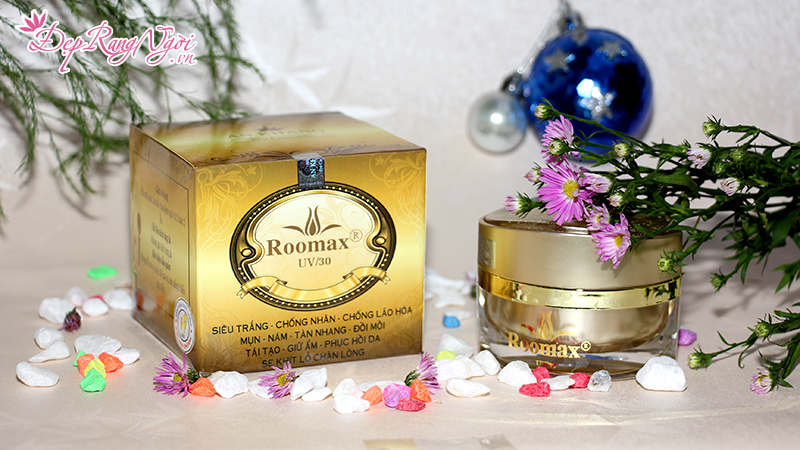 ĐẹpRạngNgời
.vn
Roomax®
UV/30
SIÊU TRẮNG - CHỐNG NHĂN - CHỐNG LÃO HÓA
MỤN - NÁM - TÀN NHANG - ĐỒI MỒI
TÁI TẠO - GIỮ ẨM - PHỤC HỒI DA
SE KHÍT LỖ CHÂN LÔNG
Roomax®